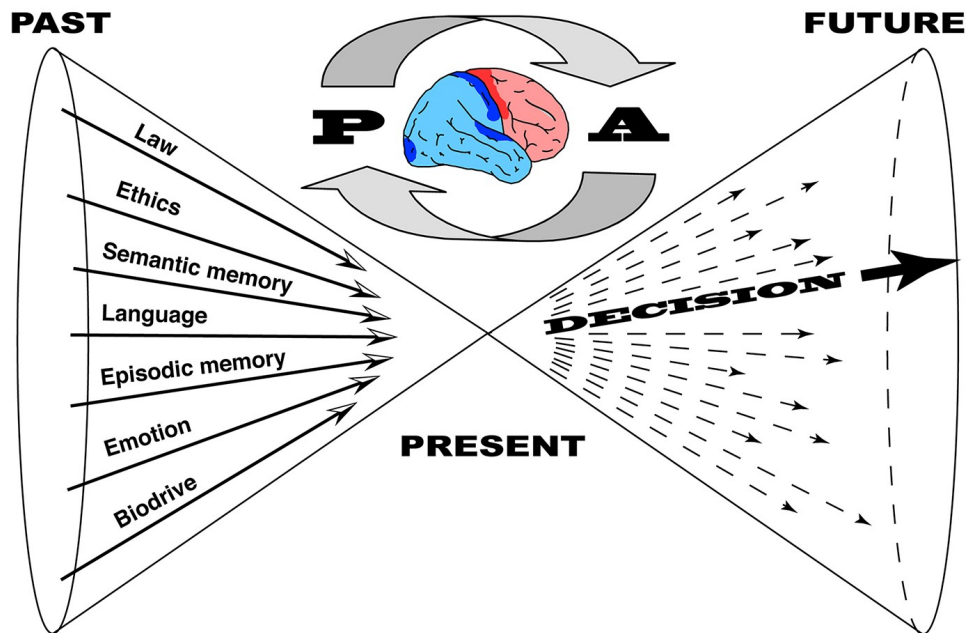 PAST
FUTURE
P
A
Law
Ethics
Semantic memory
Language
Episodic memory
Emotion
Biodrive
DECISION
PRESENT